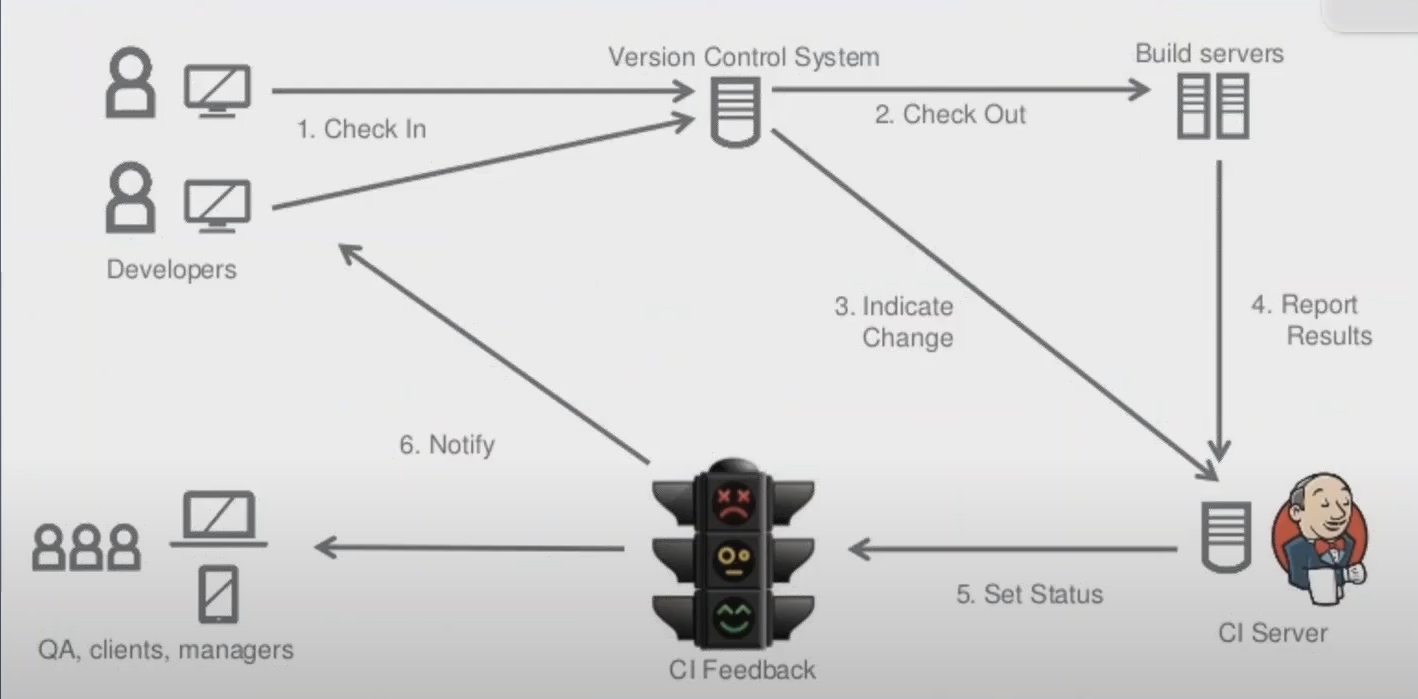 Version Control System
Build servers
1. Check In
2. Check Out
Developers
3. Indicate
Change
4. Report
Results
6. Notify
5. Set Status
QA, clients, managers
CI Feedback
CI Server